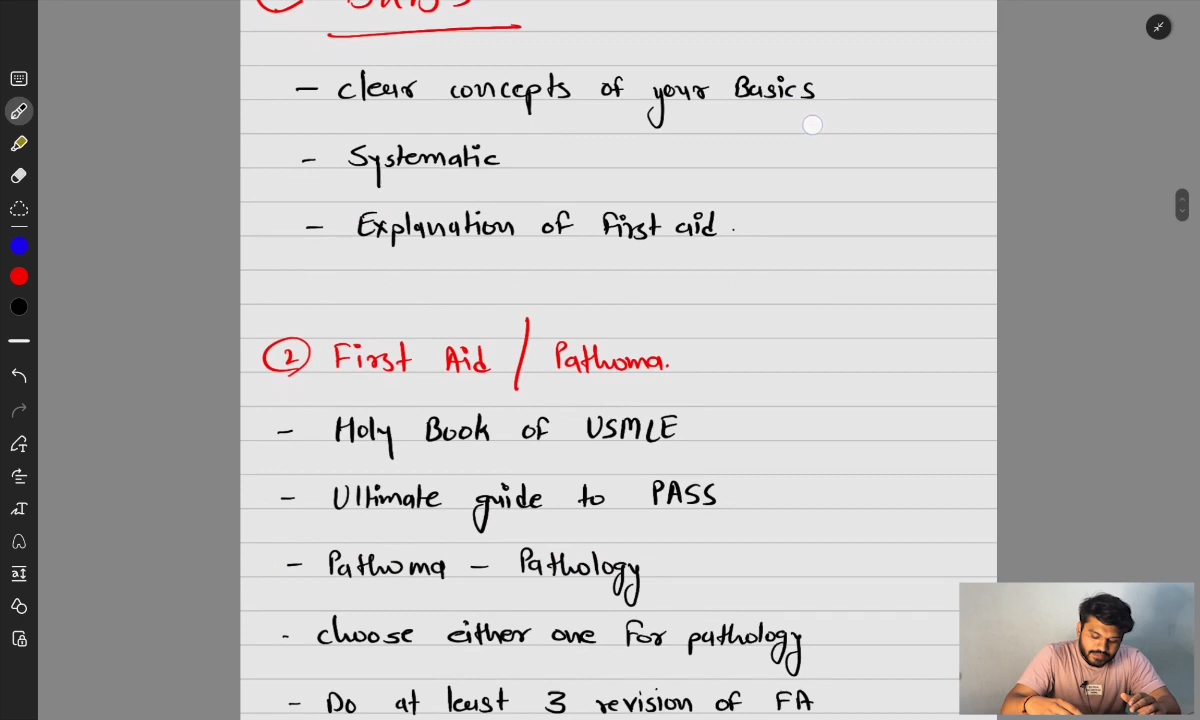 - clear concepts of your Basics
- Systematic
- Explanation of first aid.
② First Aid / Pathoma.
- Holy Book of USMLE
- Ultimate guide to PASS
- Pathoma - Pathology
- choose either one for pathology
- Do at least 3 revision of FA